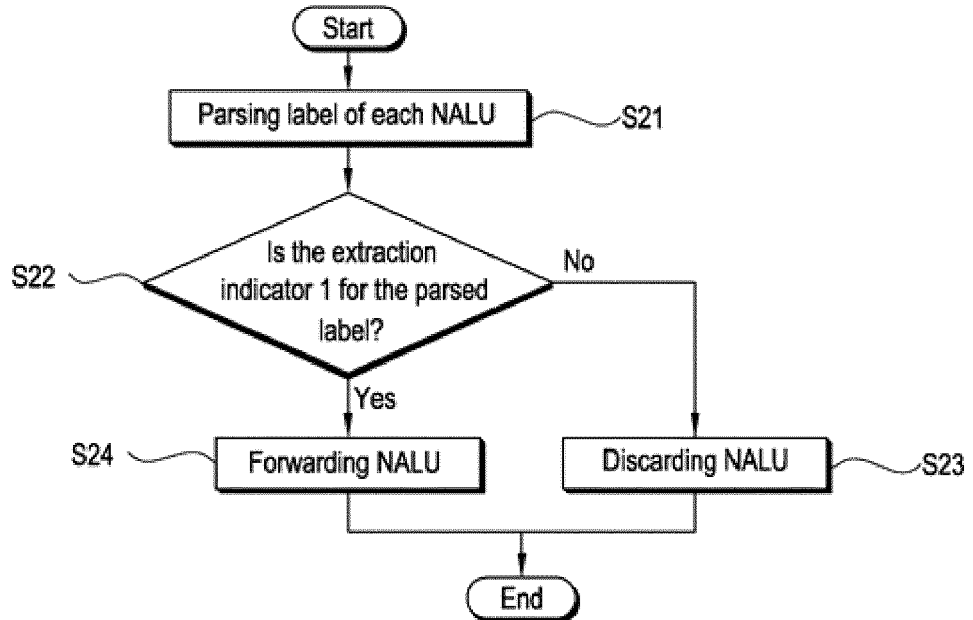 Start
Parsing label of each NALU
S21
Is the extraction
indicator 1 for the parsed
label?
S22
No
Yes
S24
Forwarding NALU
Discarding NALU
S23
End